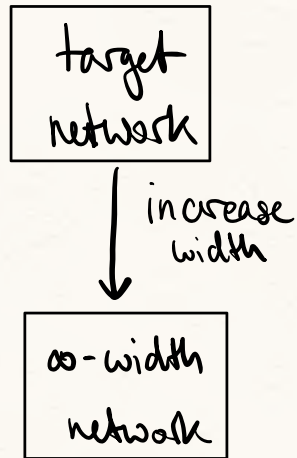 target
network
increase
width
∞-width
network